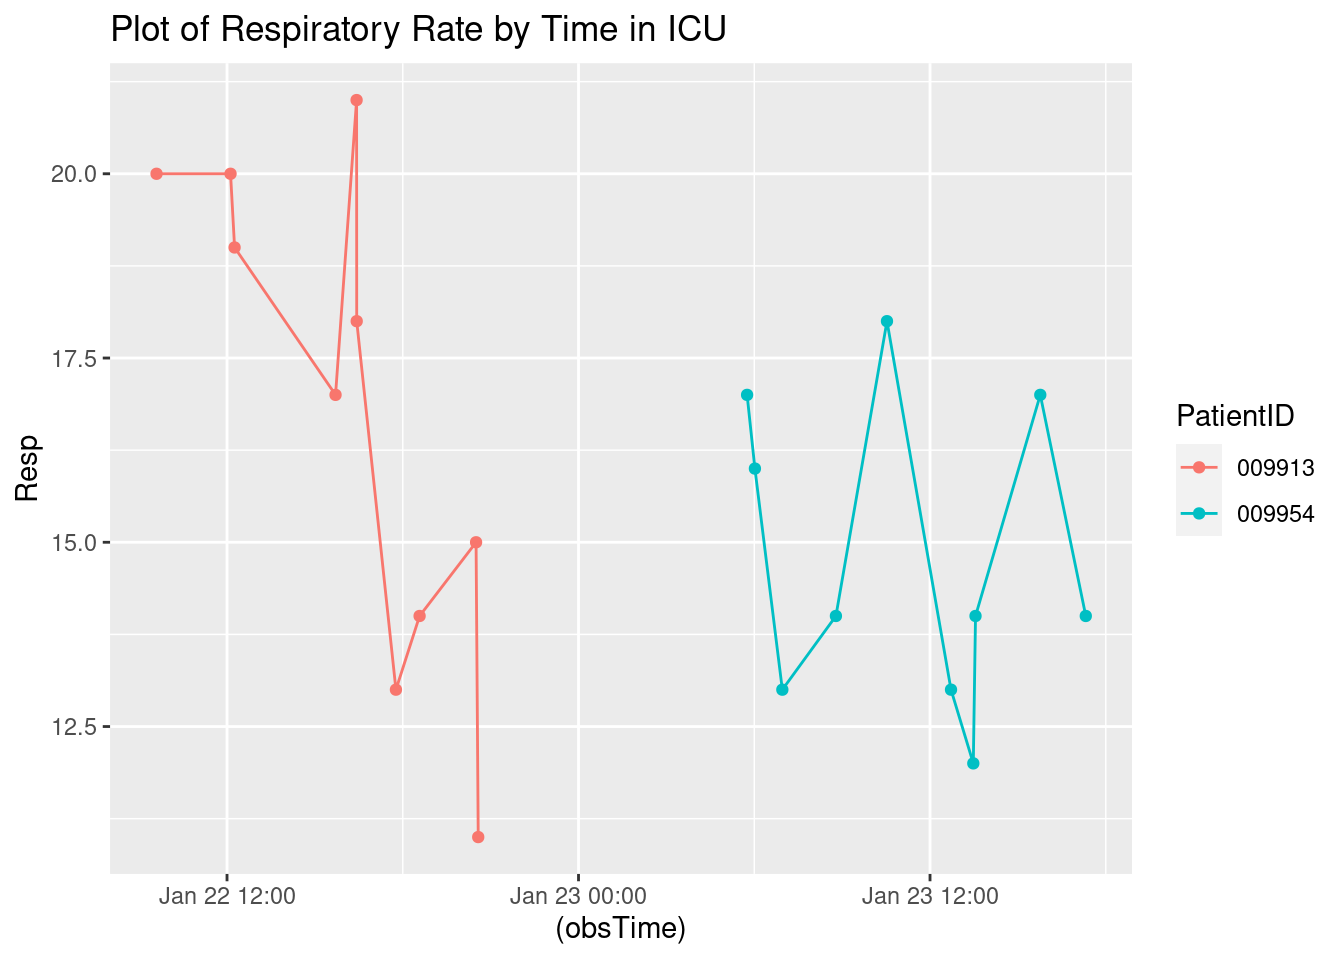 Plot of Respiratory Rate by Time in ICU
20.0
17.5
15.0
12.5
Resp
Jan 22 12:00
Jan 23 00:00
Jan 23 12:00
(obsTime)
PatientID
009913
009954